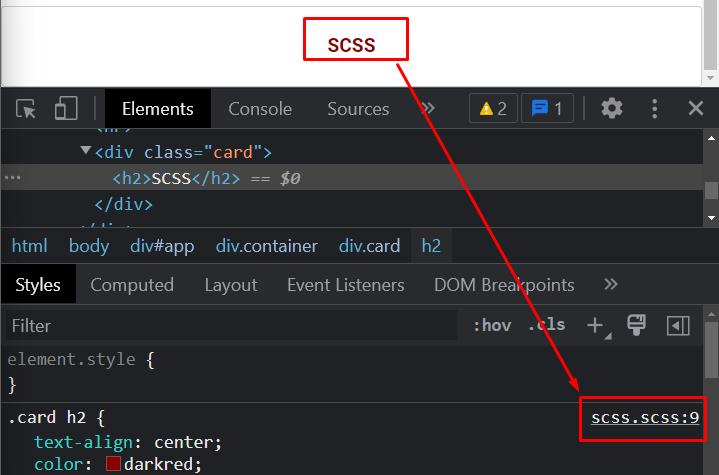 SCSS
Elements Console Sources » 2 1
<div class="card">
··· <h2>SCSS</h2> == $0
</div>
html body div#app div.container div.card h2
Styles Computed Layout Event Listeners DOM Breakpoints »
Filter :hov .cls +
element.style {
}
.card h2 { scss.scss:9
text-align: center;
color: darkred;